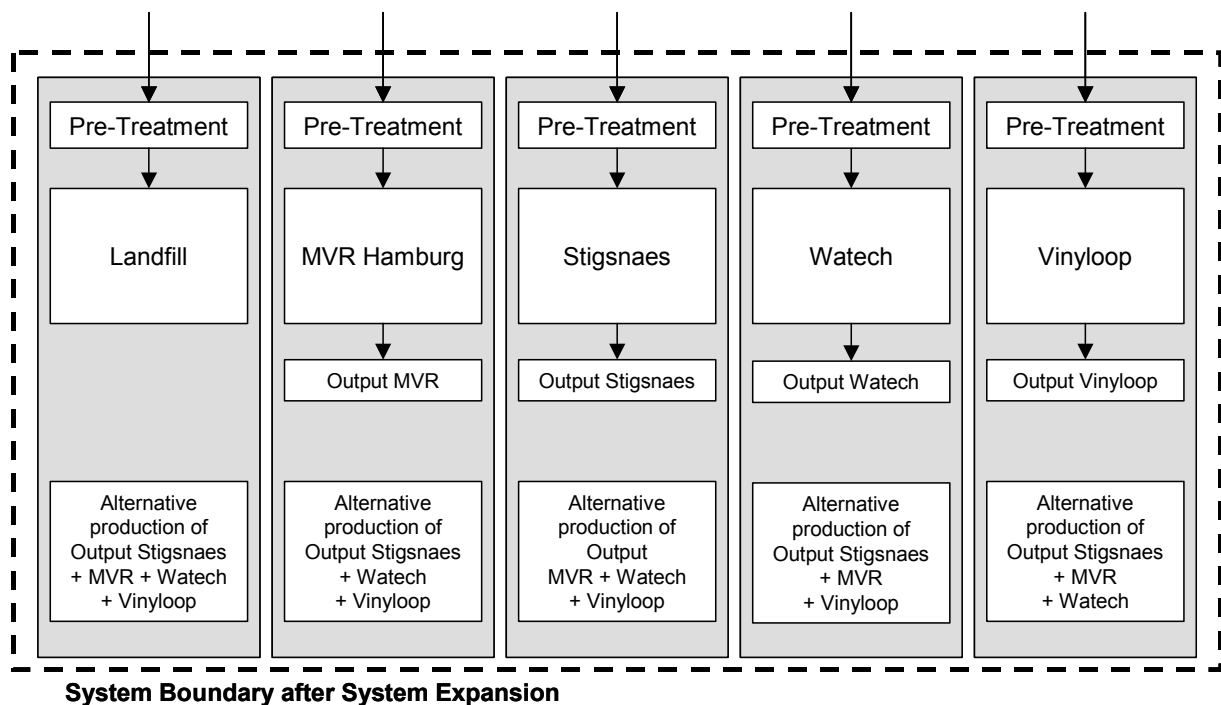 Pre-Treatment
Pre-Treatment
Pre-Treatment
Pre-Treatment
Pre-Treatment
Landfill
MVR Hamburg
Stigsnaes
Watech
Vinyloop
Output MVR
Output Stigsnaes
Output Watech
Output Vinyloop
Alternative
production of
Output Stigsnaes
+ MVR + Watech
+ Vinyloop
Alternative
production of
Output Stigsnaes
+ Watech
+ Vinyloop
Alternative
production of
Output
MVR + Watech
+ Vinyloop
Alternative
production of
Output Stigsnaes
+ MVR
+ Vinyloop
Alternative
production of
Output Stigsnaes
+ MVR
+ Watech
System Boundary after System Expansion